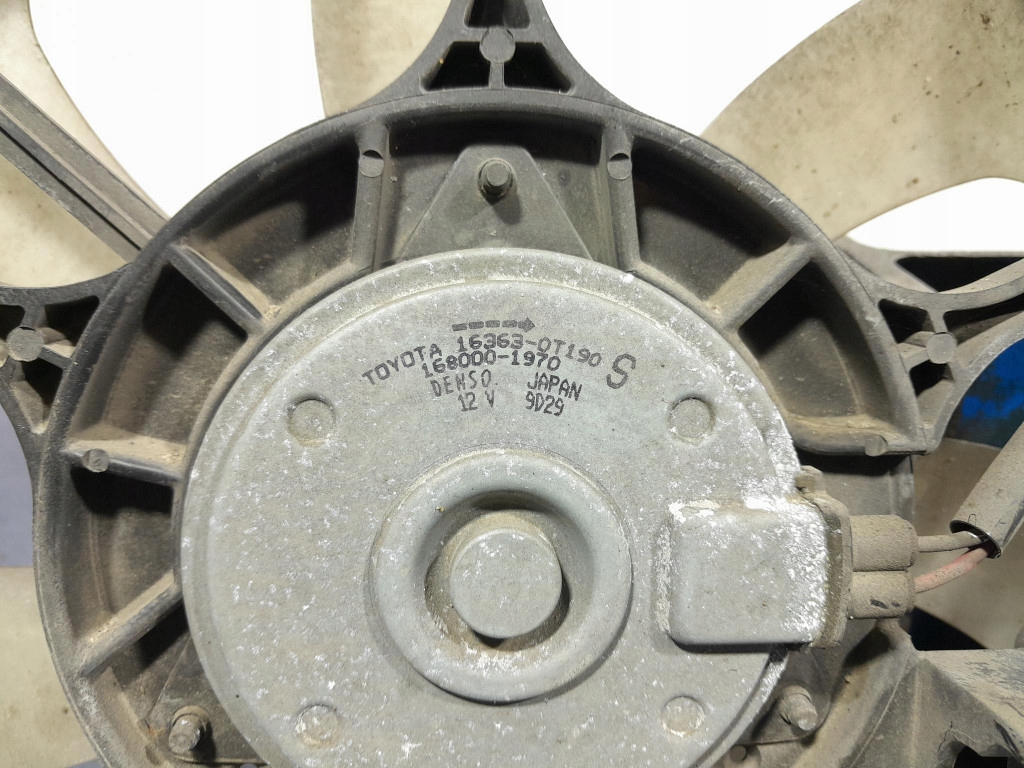 TOYOTA 16363-0T190 S
168000-1970
DENSO JAPAN
12 V 9D29